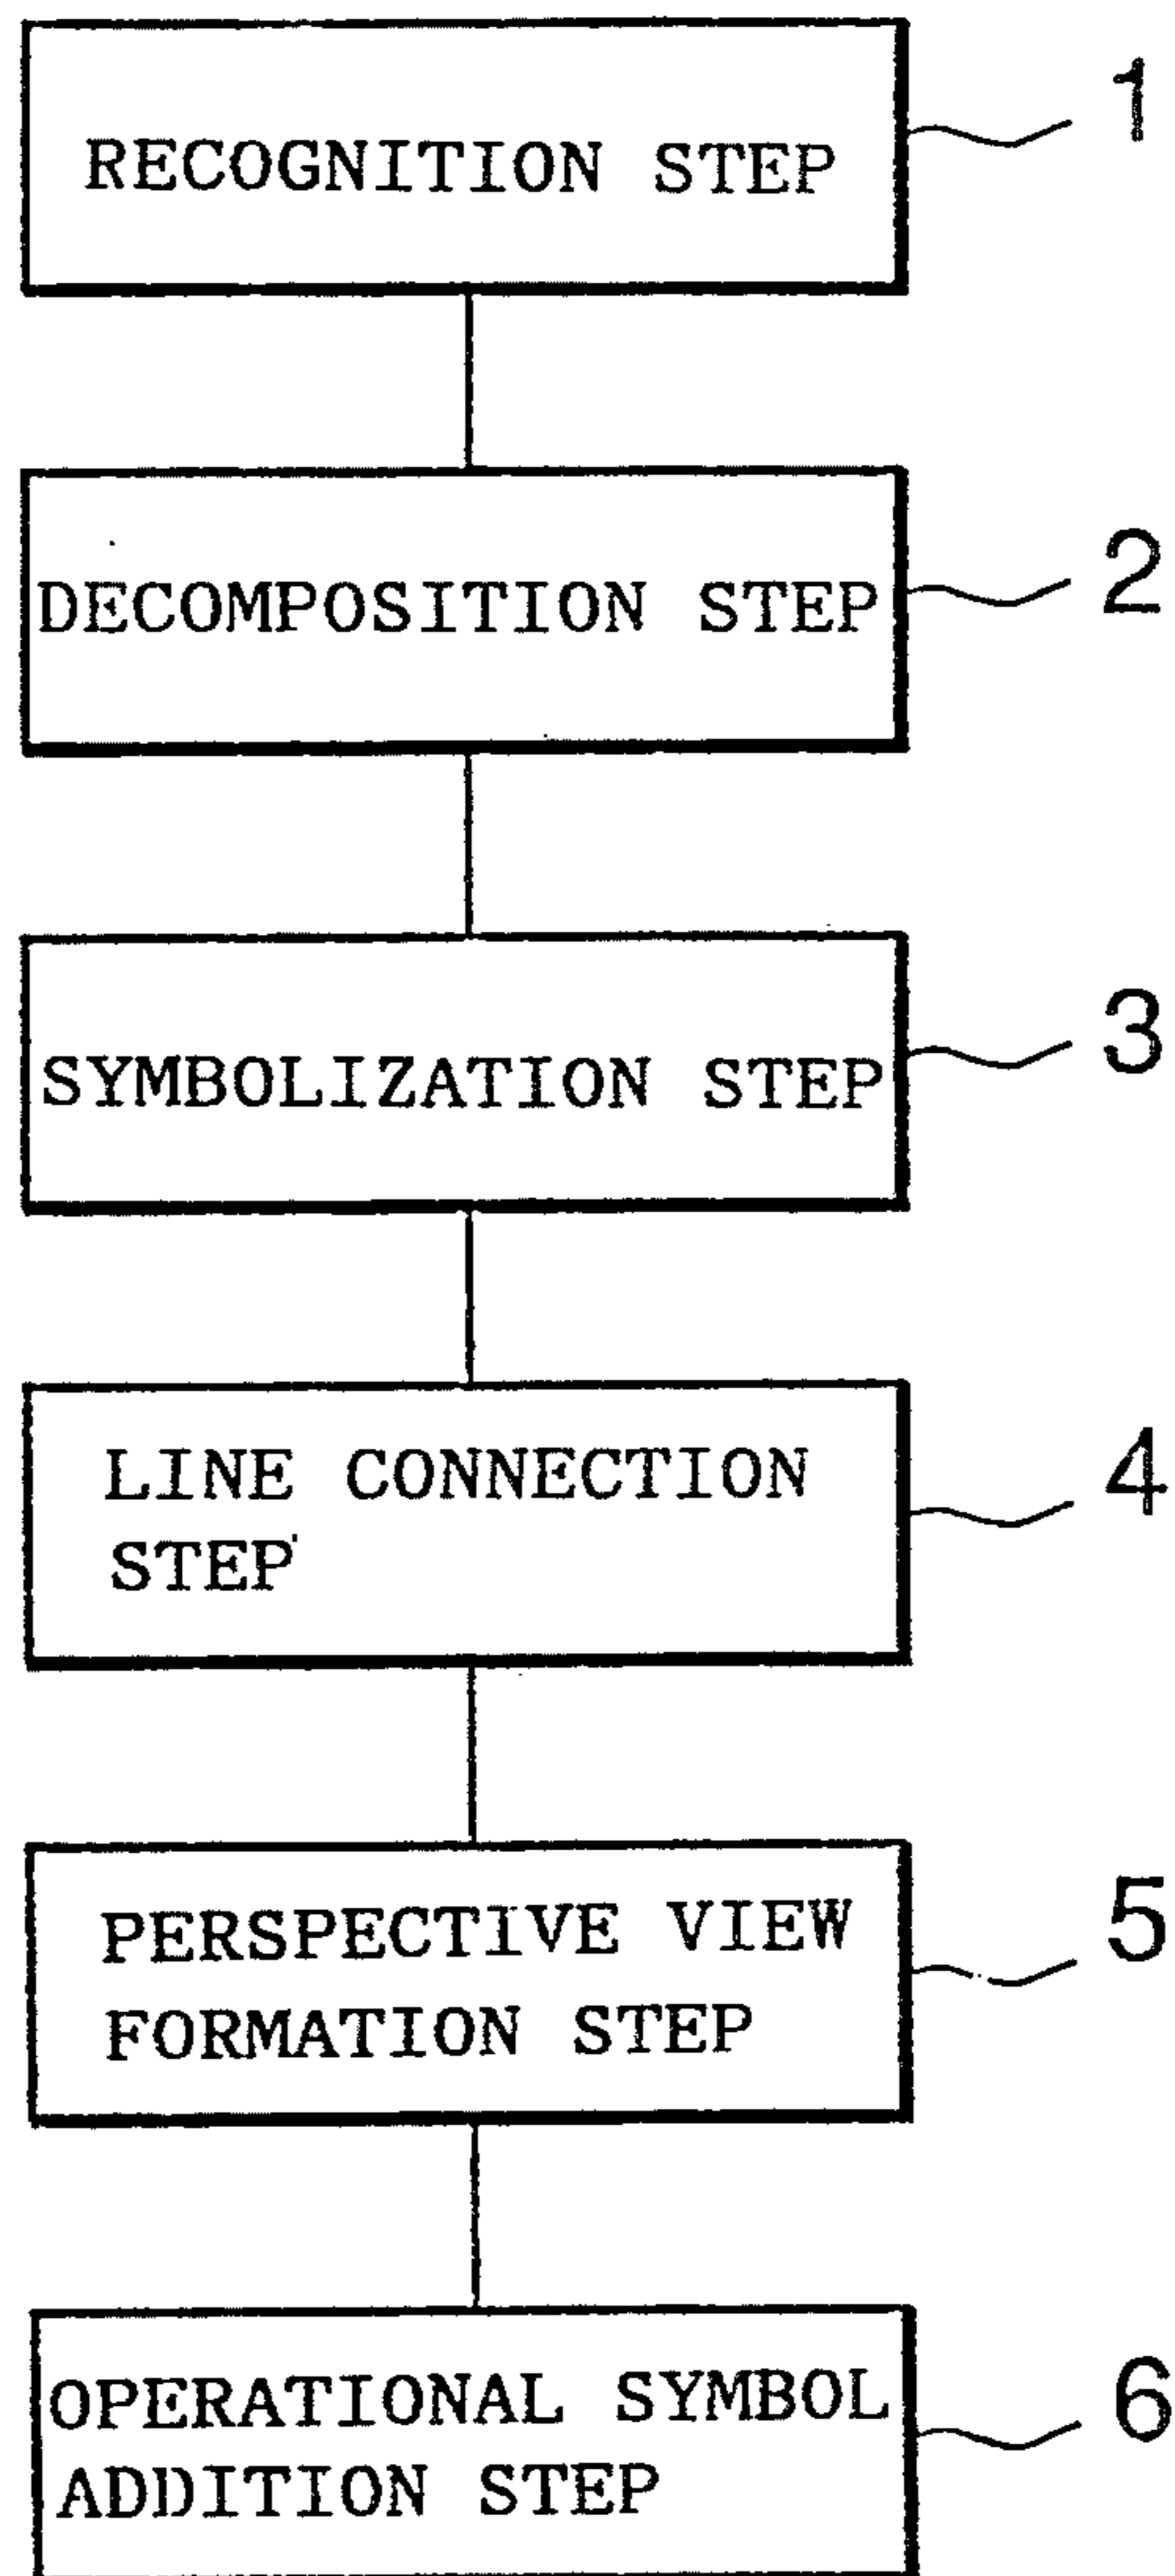 RECOGNITION STEP
1
DECOMPOSITION STEP
2
SYMBOLIZATION STEP
3
LINE CONNECTION
STEP
4
PERSPECTIVE VIEW
FORMATION STEP
5
OPERATIONAL SYMBOL
ADDITION STEP
6